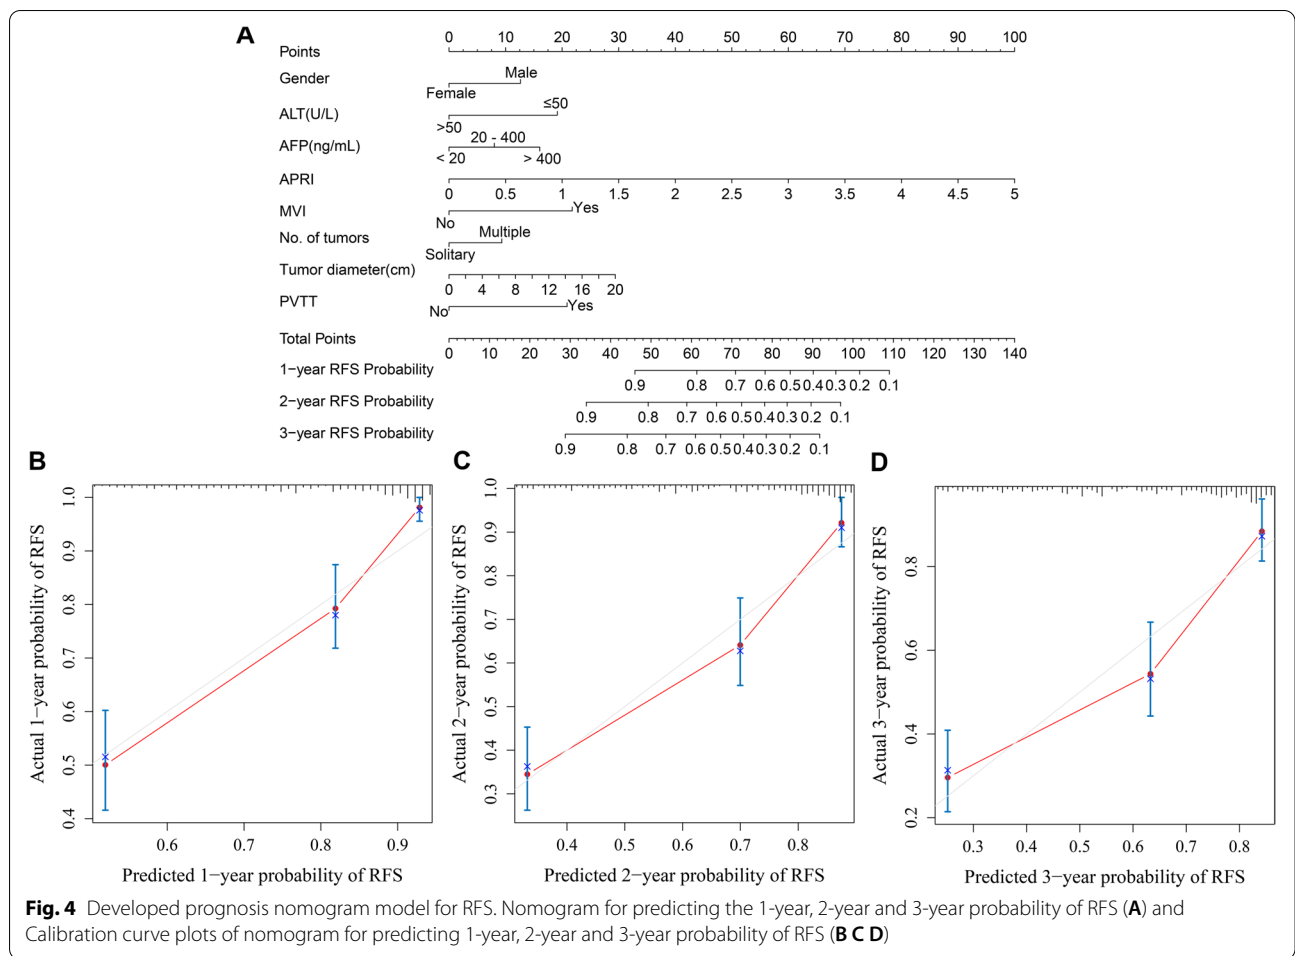 A
Points
0 10 20 30 40 50 60 70 80 90 100
Gender
Male
Female
ALT(U/L)
≤50
>50
AFP(ng/mL)
20 - 400
< 20 > 400
APRI
0 0.5 1 1.5 2 2.5 3 3.5 4 4.5 5
MVI
Yes
No
No. of tumors
Multiple
Solitary
Tumor diameter(cm)
0 4 6 8 12 16 20
PVTT
Yes
No
Total Points
0 10 20 30 40 50 60 70 80 90 100 110 120 130 140
1−year RFS Probability
0.9 0.8 0.7 0.6 0.5 0.4 0.3 0.2 0.1
2−year RFS Probability
0.9 0.8 0.7 0.6 0.5 0.4 0.3 0.2 0.1
3−year RFS Probability
0.9 0.8 0.7 0.6 0.5 0.4 0.3 0.2 0.1
B
Actual 1−year probability of RFS
1.0
0.9
0.8
0.7
0.6
0.5
0.4
0.6 0.7 0.8 0.9
Predicted 1−year probability of RFS
C
Actual 2−year probability of RFS
1.0
0.9
0.8
0.7
0.6
0.5
0.4
0.3
0.4 0.5 0.6 0.7 0.8
Predicted 2−year probability of RFS
D
Actual 3−year probability of RFS
0.8
0.6
0.4
0.2
0.3 0.4 0.5 0.6 0.7 0.8
Predicted 3−year probability of RFS
Fig. 4 Developed prognosis nomogram model for RFS. Nomogram for predicting the 1-year, 2-year and 3-year probability of RFS (A) and
Calibration curve plots of nomogram for predicting 1-year, 2-year and 3-year probability of RFS (B C D)